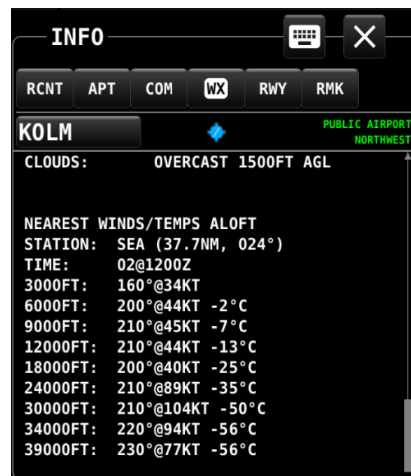 INFO
RCNT APT COM WX RWY RMK
KOLM PUBLIC AIRPORT
NORTHWEST
CLOUDS: OVERCAST 1500FT AGL
NEAREST WINDS/TEMPS ALOFT
STATION: SEA (37.7NM, 024°)
TIME: 02@1200Z
3000FT: 160°@34KT
6000FT: 200°@44KT -2°C
9000FT: 210°@45KT -7°C
12000FT: 210°@44KT -13°C
18000FT: 200°@40KT -25°C
24000FT: 210°@89KT -35°C
30000FT: 210°@104KT -50°C
34000FT: 220°@94KT -56°C
39000FT: 230°@77KT -56°C